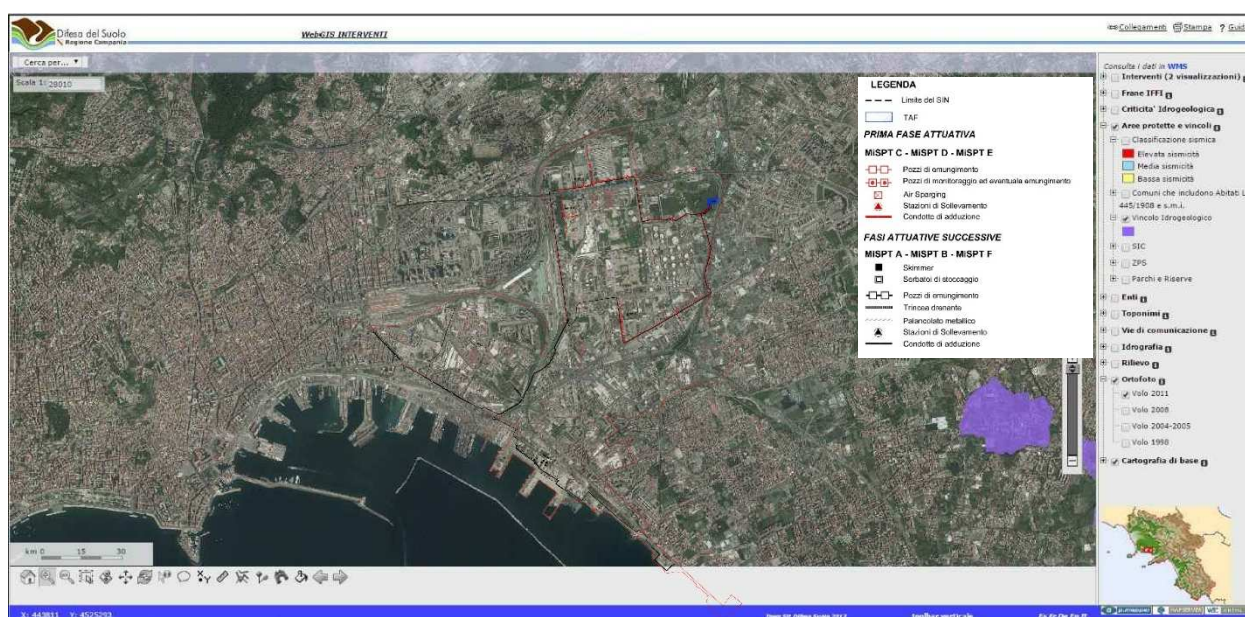 Difesa del Suolo
Regione Campania
WebGIS INTERVENTI
Collegamenti Stampa ? Guid
Cerca per... ▼
Scala 1: 28010
LEGENDA
Limite del SIN
TAF
PRIMA FASE ATTUATIVA
MiSPT C - MiSPT D - MiSPT E
Pozzi di emungimento
Pozzi di monitoraggio ed eventuale emungimento
Air Sparging
Stazioni di Sollevamento
Condotte di adduzione
FASI ATTUATIVE SUCCESSIVE
MiSPT A - MiSPT B - MiSPT F
Skimmer
Serbatoi di stoccaggio
Pozzi di emungimento
Trincea drenante
Palancolato metallico
Stazioni di Sollevamento
Condotte di adduzione
Consulta i dati in WMS
Interventi (2 visualizzazioni)
Frane IFFI
Criticita' Idrogeologica
Aree protette e vincoli
Classificazione sismica
Elevata sismicità
Media sismicità
Bassa sismicità
Comuni che includono Abitati L
445/1908 e s.m.i.
Vincolo Idrogeologico
SIC
ZPS
Parchi e Riserve
Enti
Toponimi
Vie di comunicazione
Idrografia
Rilievo
Ortofoto
Volo 2011
Volo 2008
Volo 2004-2005
Volo 1998
Cartografia di base
km 0 15 30
X: 443811 Y: 4525293
toolbar verticale